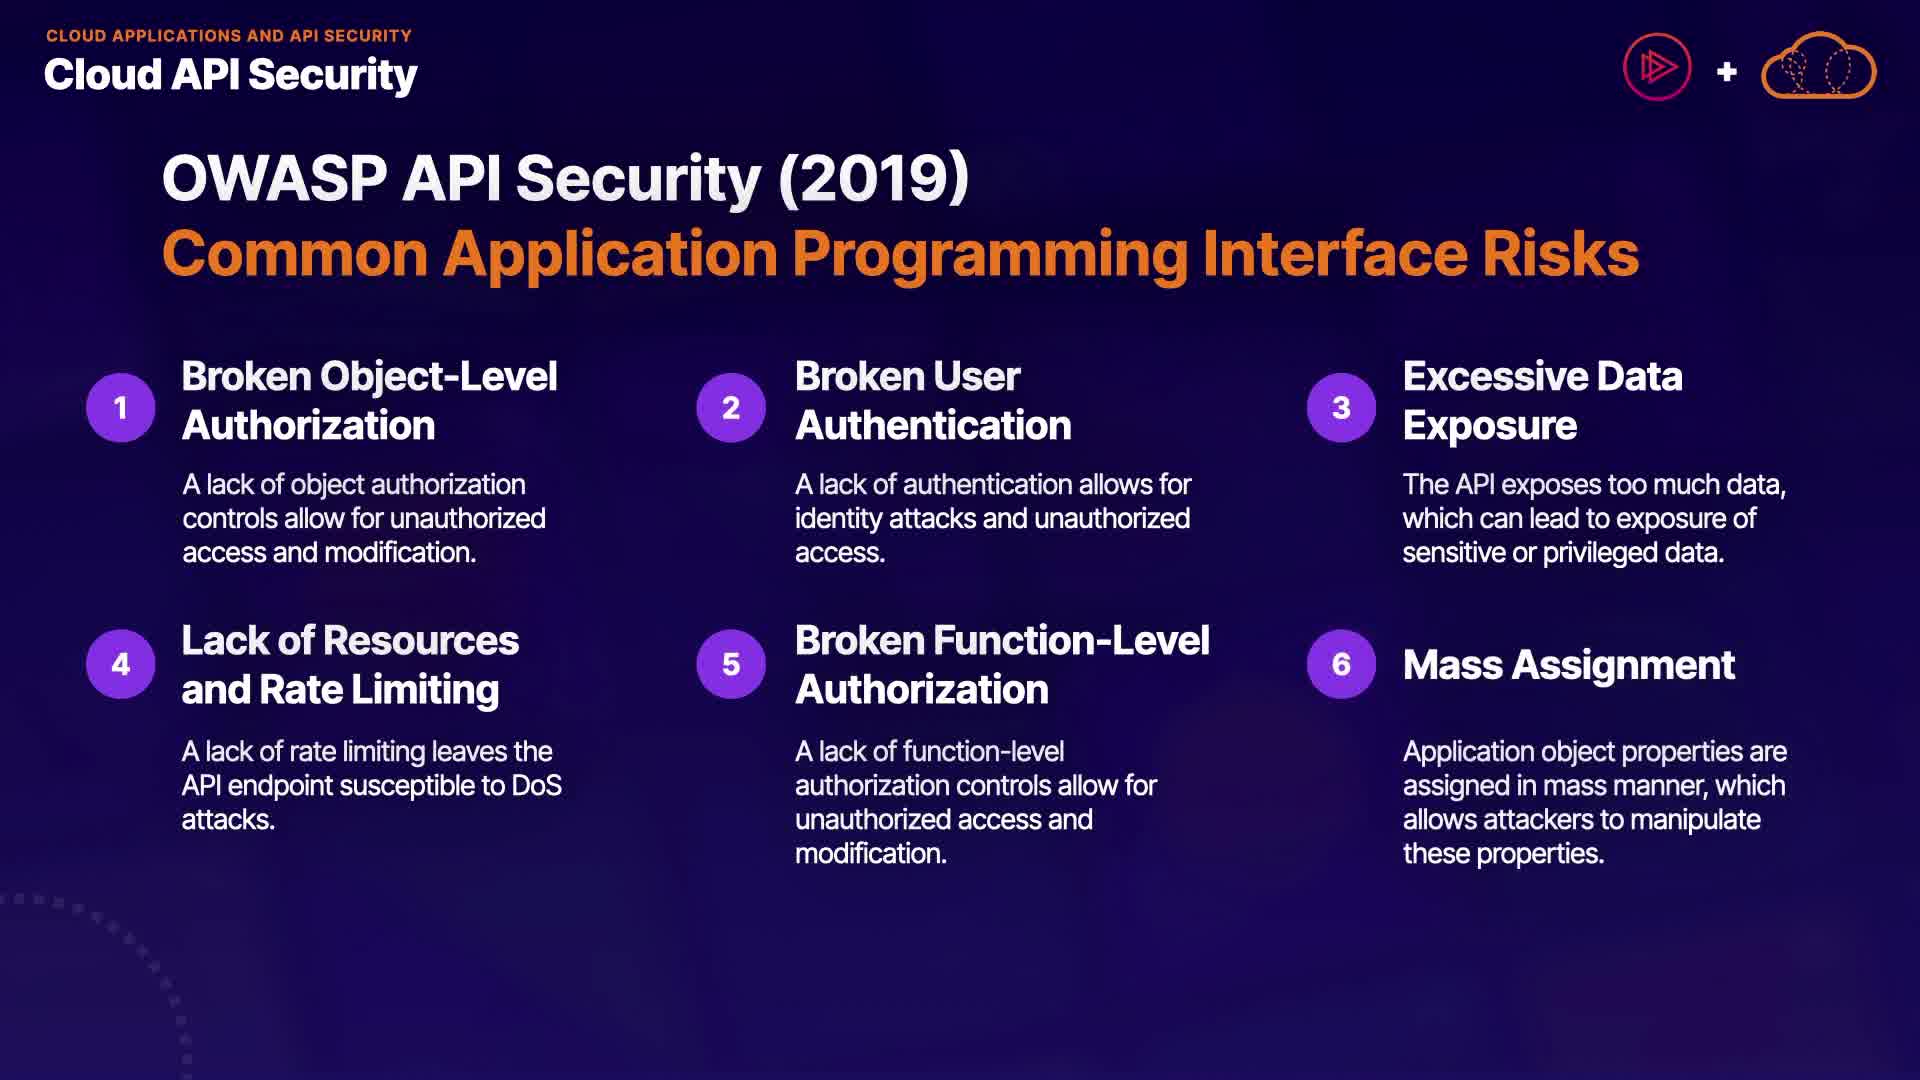 CLOUD APPLICATIONS AND API SECURITY
Cloud API Security
+
OWASP API Security (2019)
Common Application Programming Interface Risks
1
Broken Object-Level
Authorization
A lack of object authorization
controls allow for unauthorized
access and modification.
2
Broken User
Authentication
A lack of authentication allows for
identity attacks and unauthorized
access.
3
Excessive Data
Exposure
The API exposes too much data,
which can lead to exposure of
sensitive or privileged data.
4
Lack of Resources
and Rate Limiting
A lack of rate limiting leaves the
API endpoint susceptible to DoS
attacks.
5
Broken Function-Level
Authorization
A lack of function-level
authorization controls allow for
unauthorized access and
modification.
6
Mass Assignment
Application object properties are
assigned in mass manner, which
allows attackers to manipulate
these properties.